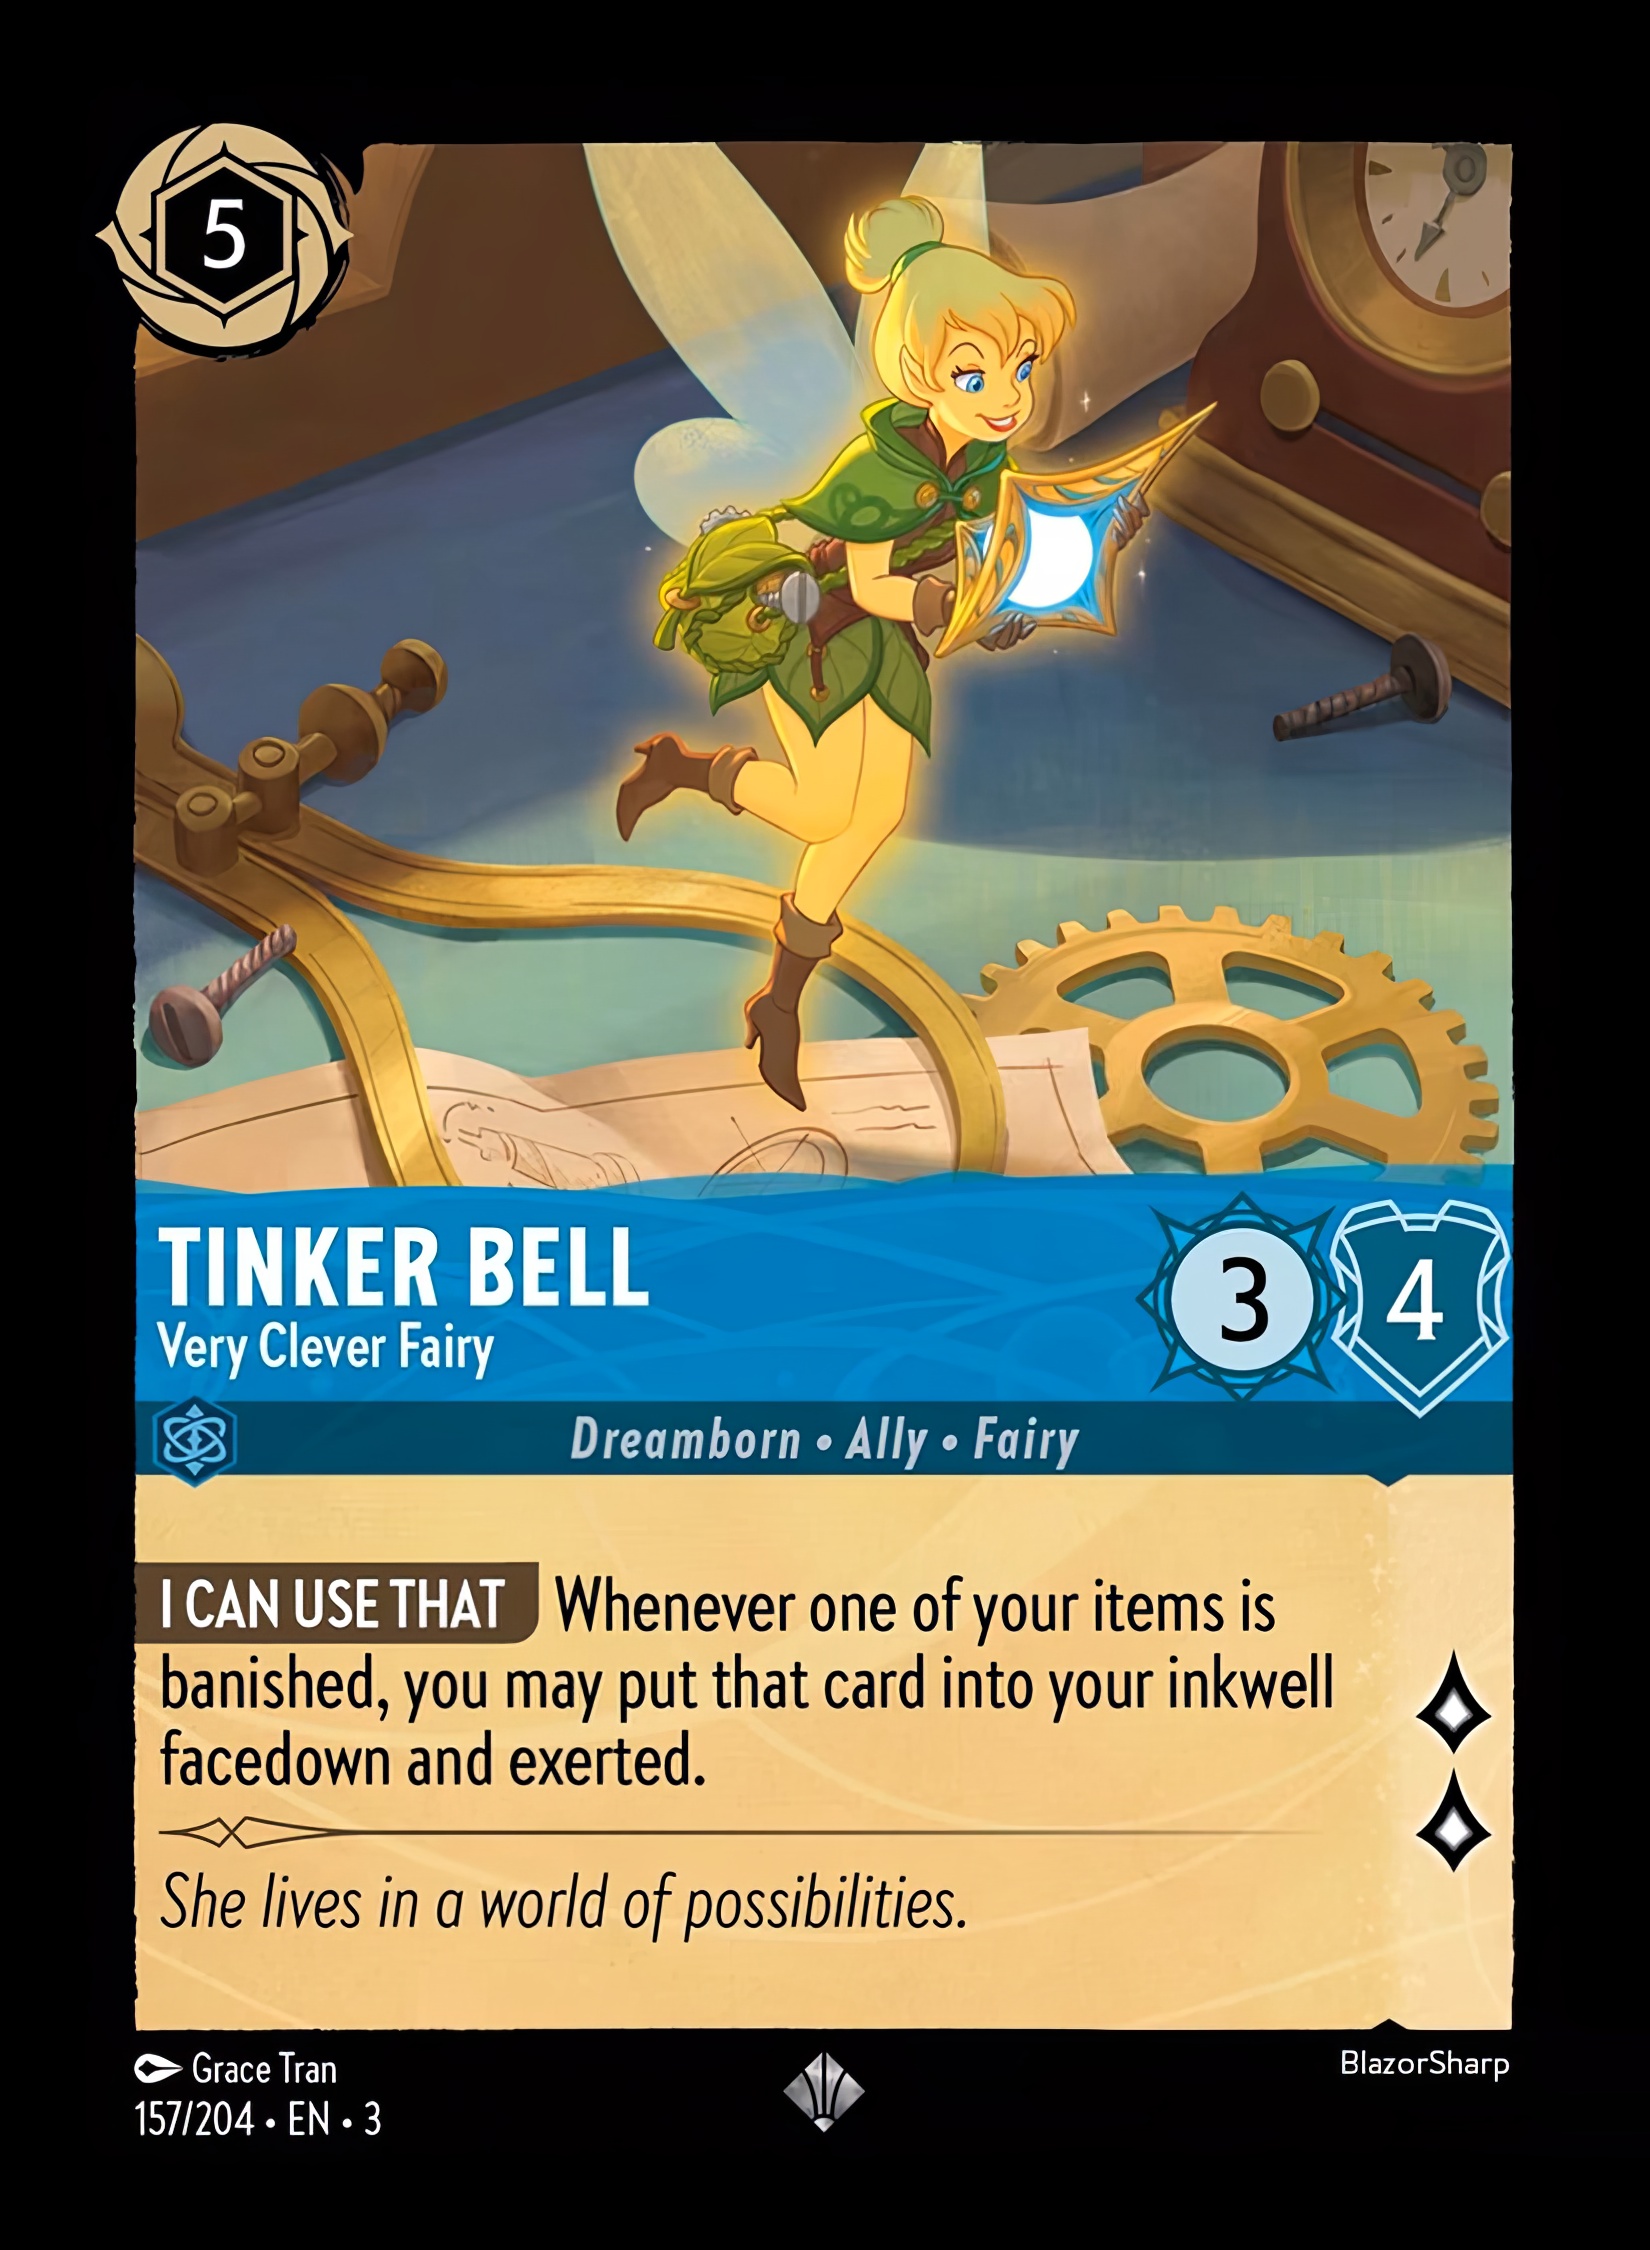 5
TINKER BELL
Very Clever Fairy
3
4
Dreamborn • Ally • Fairy
I CAN USE THAT Whenever one of your items is
banished, you may put that card into your inkwell
facedown and exerted.
She lives in a world of possibilities.
Grace Tran
BlazorSharp
157/204 • EN • 3